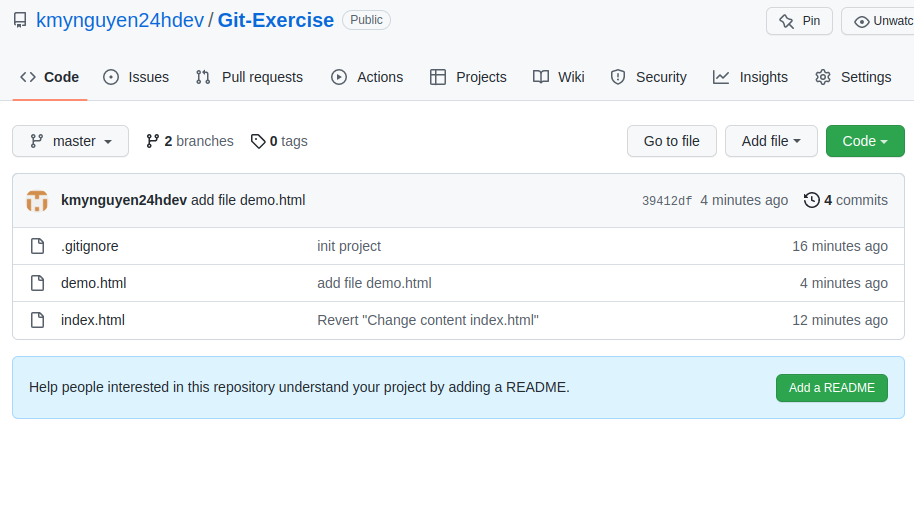 kmynguyen24hdev / Git-Exercise Public Pin Unwatc
Code Issues Pull requests Actions Projects Wiki Security Insights Settings
master 2 branches 0 tags Go to file Add file Code
kmynguyen24hdev add file demo.html 39412df 4 minutes ago 4 commits
.gitignore init project 16 minutes ago
demo.html add file demo.html 4 minutes ago
index.html Revert "Change content index.html" 12 minutes ago
Help people interested in this repository understand your project by adding a README. Add a README